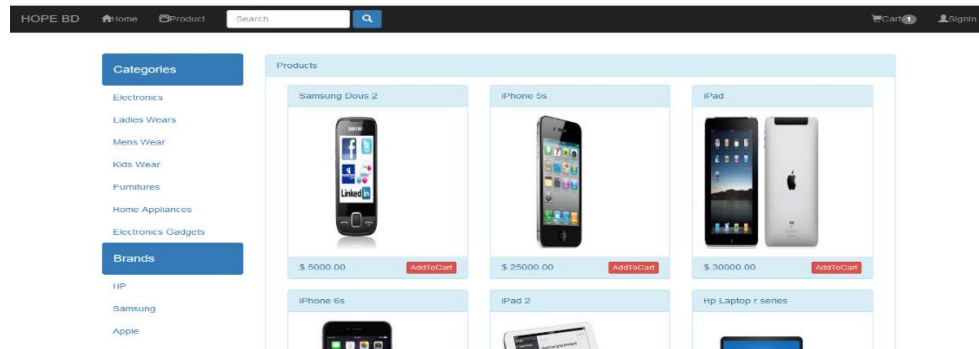 HOPE BD Home Product Search Cart 1 SignIn
Categories
Electronics
Ladies Wears
Mens Wear
Kids Wear
Furnitures
Home Appliances
Electronics Gadgets
Brands
HP
Samsung
Apple
Products
Samsung Dous 2
Linked in
$ 5000.00 AddToCart
iPhone 5s
$ 25000.00 AddToCart
iPad
$ 30000.00 AddToCart
iPhone 6s
iPad 2
Hp Laptop r series